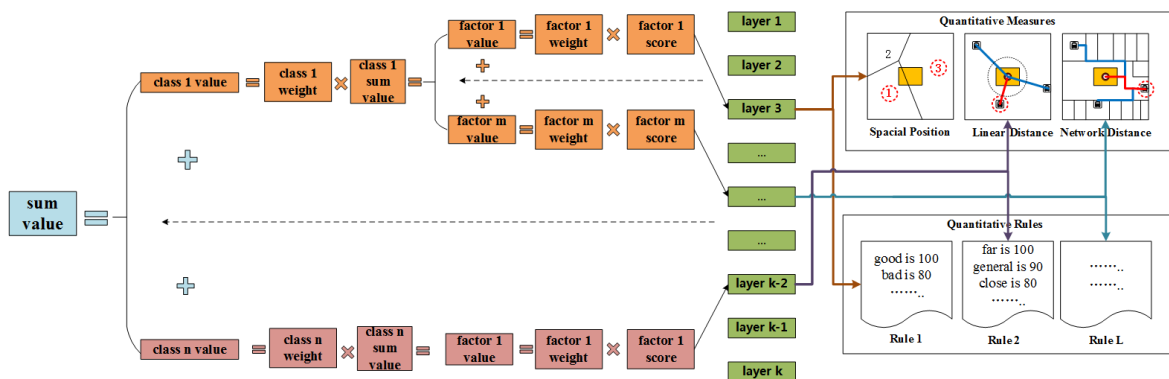 sum
value
class 1 value
class 1
weight
class 1
sum
value
factor 1
value
factor 1
weight
factor 1
score
factor m
value
factor m
weight
factor m
score
class n value
class n
weight
class n
sum
value
factor 1
value
factor 1
weight
factor 1
score
layer 1
layer 2
layer 3
...
...
...
layer k-2
layer k-1
layer k
Quantitative Measures
2
1
3
Spacial Position
Linear Distance
Network Distance
Quantitative Rules
good is 100
bad is 80
……..
Rule 1
far is 100
general is 90
close is 80
……..
Rule 2
……..
……..
Rule L